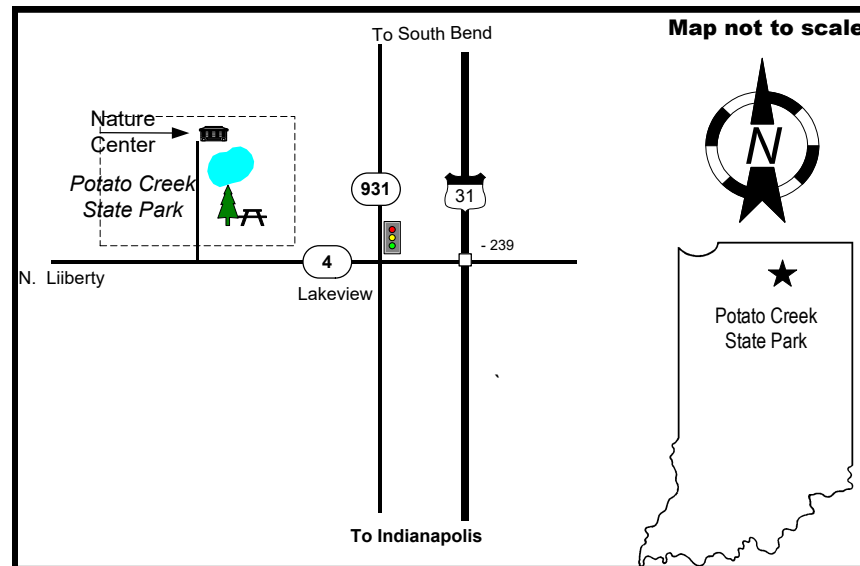 To South Bend
Map not to scale
Nature
Center
Potato Creek
State Park
931
31
N
- 239
4
N. Liiberty
Lakeview
Potato Creek
State Park
To Indianapolis